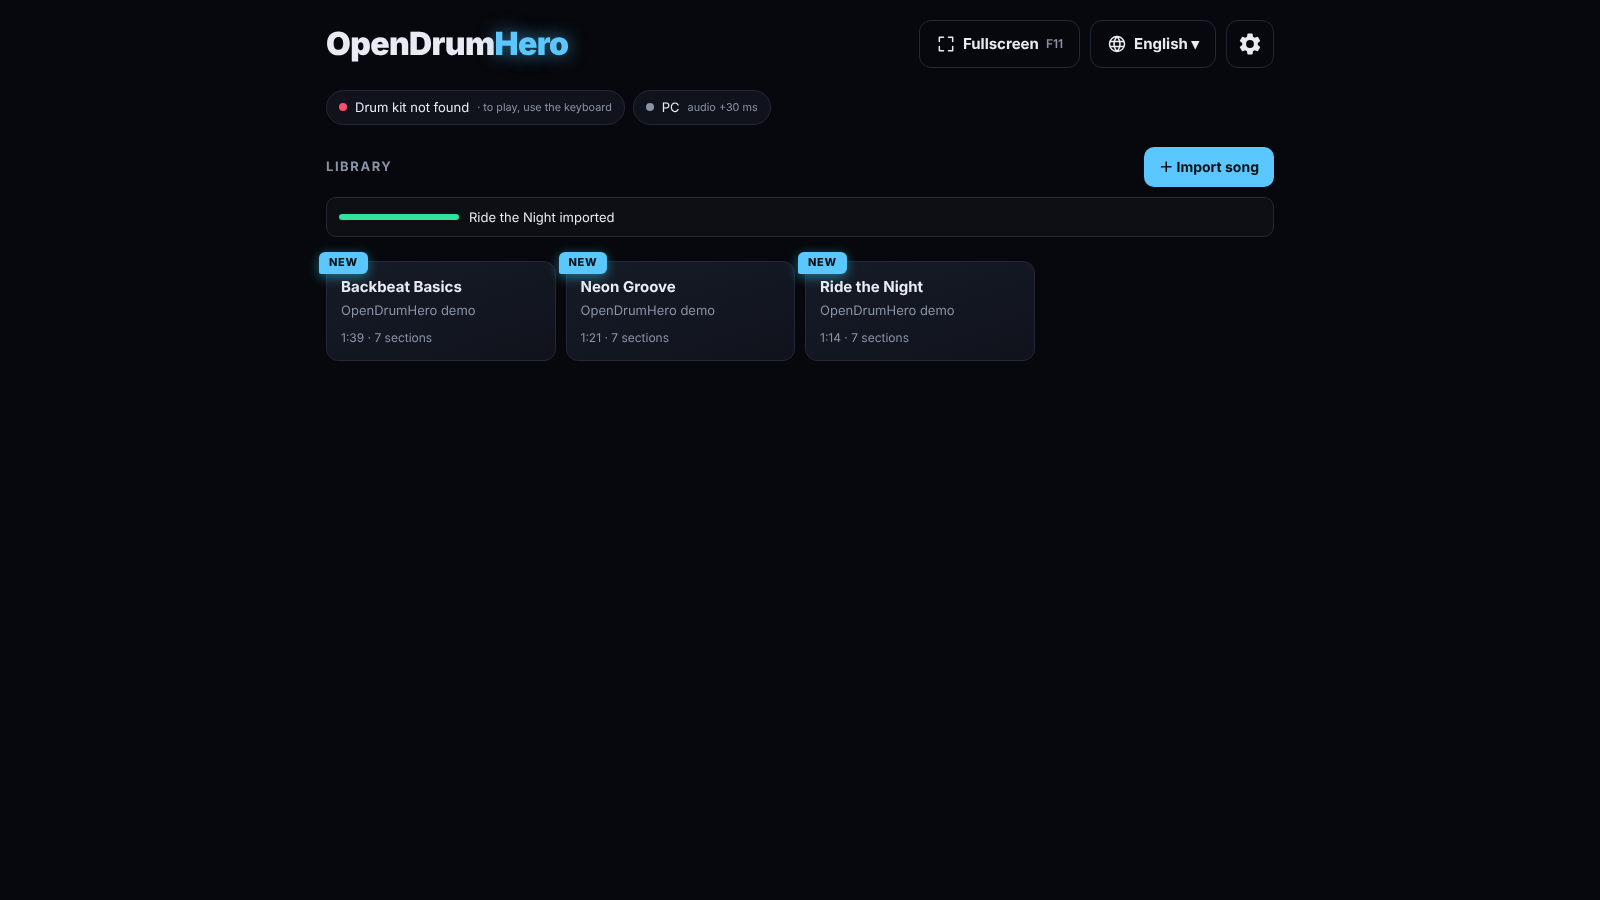 OpenDrumHero
Fullscreen F11
English ▾
Drum kit not found · to play, use the keyboard
PC audio +30 ms
LIBRARY
+ Import song
Ride the Night imported
NEW
Backbeat Basics
OpenDrumHero demo
1:39 · 7 sections
NEW
Neon Groove
OpenDrumHero demo
1:21 · 7 sections
NEW
Ride the Night
OpenDrumHero demo
1:14 · 7 sections